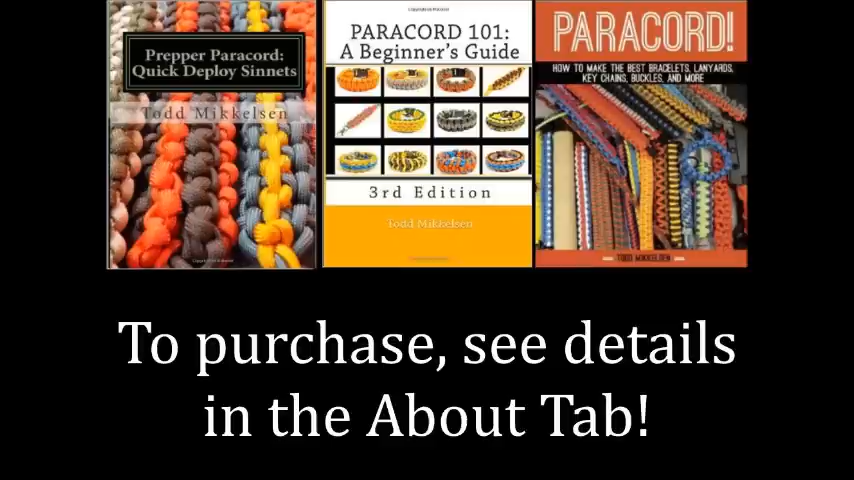 Prepper Paracord:
Quick Deploy Sinnets
Todd Mikkelsen
PARACORD 101:
A Beginner's Guide
3rd Edition
Todd Mikkelsen
PARACORD!
HOW TO MAKE THE BEST BRACELETS, LANYARDS,
KEY CHAINS, BUCKLES, AND MORE
TODD MIKKELSEN
To purchase, see details
in the About Tab!